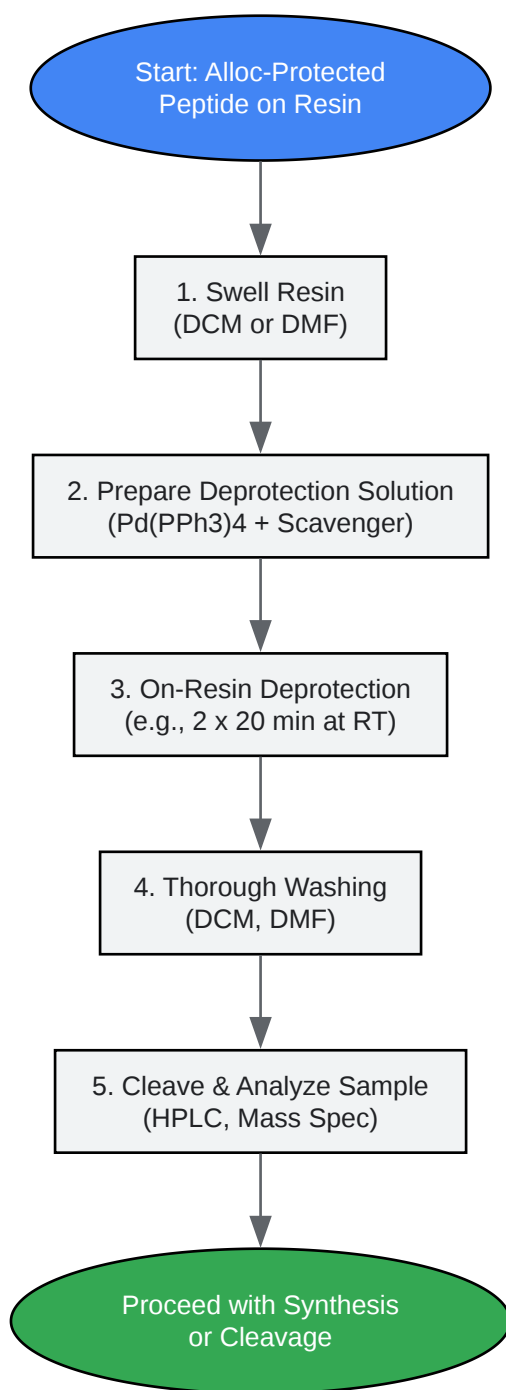 Start: Alloc-Protected
Peptide on Resin
1. Swell Resin
(DCM or DMF)
2. Prepare Deprotection Solution
(Pd(PPh3)4 + Scavenger)
3. On-Resin Deprotection
(e.g., 2 x 20 min at RT)
4. Thorough Washing
(DCM, DMF)
5. Cleave & Analyze Sample
(HPLC, Mass Spec)
Proceed with Synthesis
or Cleavage